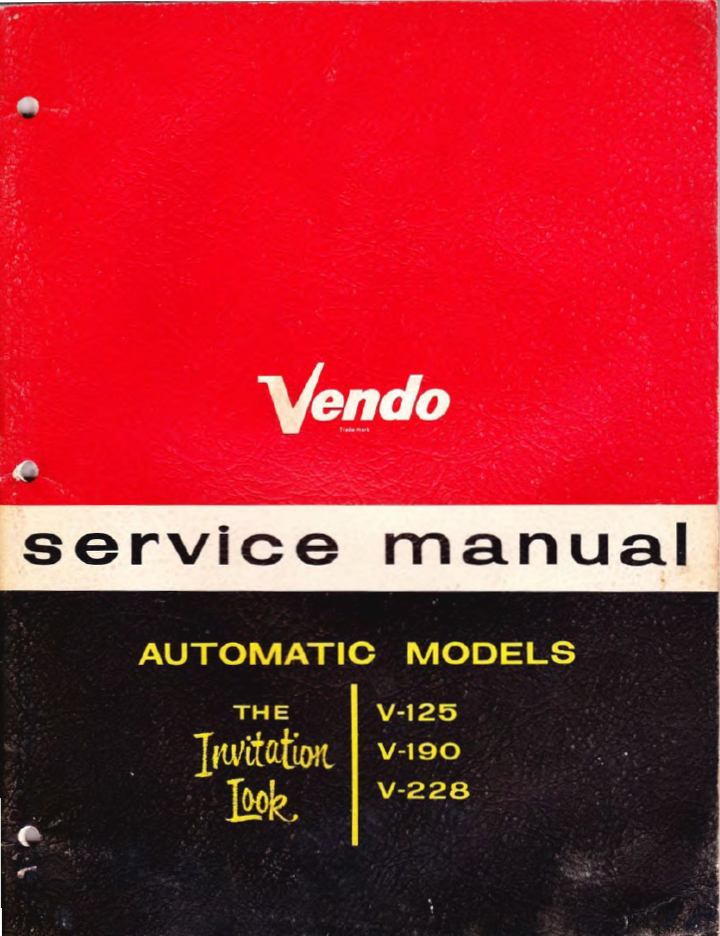 Vendo
Trade mark
service manual
AUTOMATIC MODELS
THE
Invitation
Look
V-125
V-190
V-228